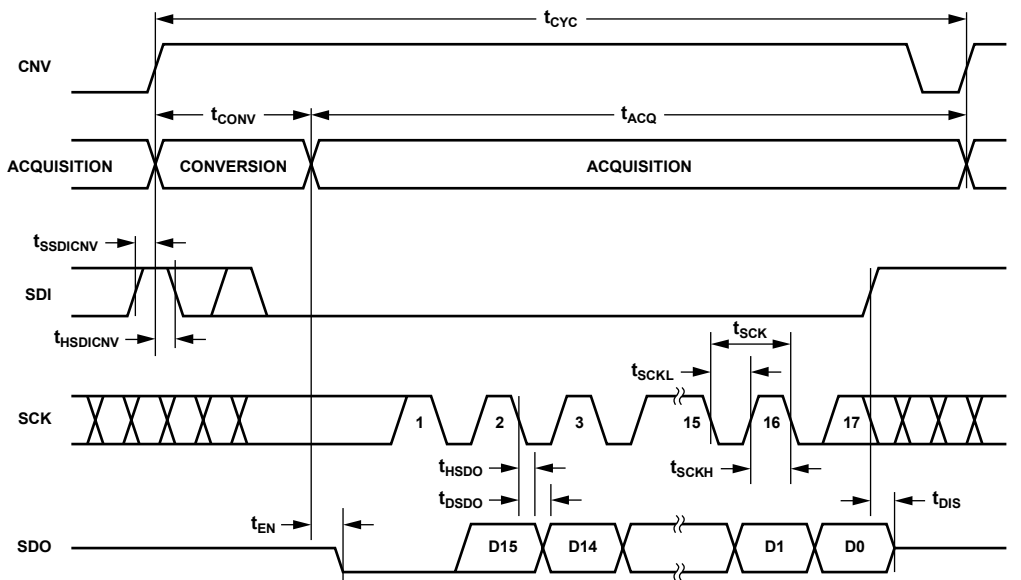 tCYC
CNV
tCONV
tACQ
ACQUISITION
CONVERSION
ACQUISITION
tSSDICNV
SDI
tHSDICNV
tSCK
tSCKL
SCK
1
2
3
15
16
17
tHSDO
tSCKH
tDSDO
tDIS
tEN
SDO
D15
D14
D1
D0